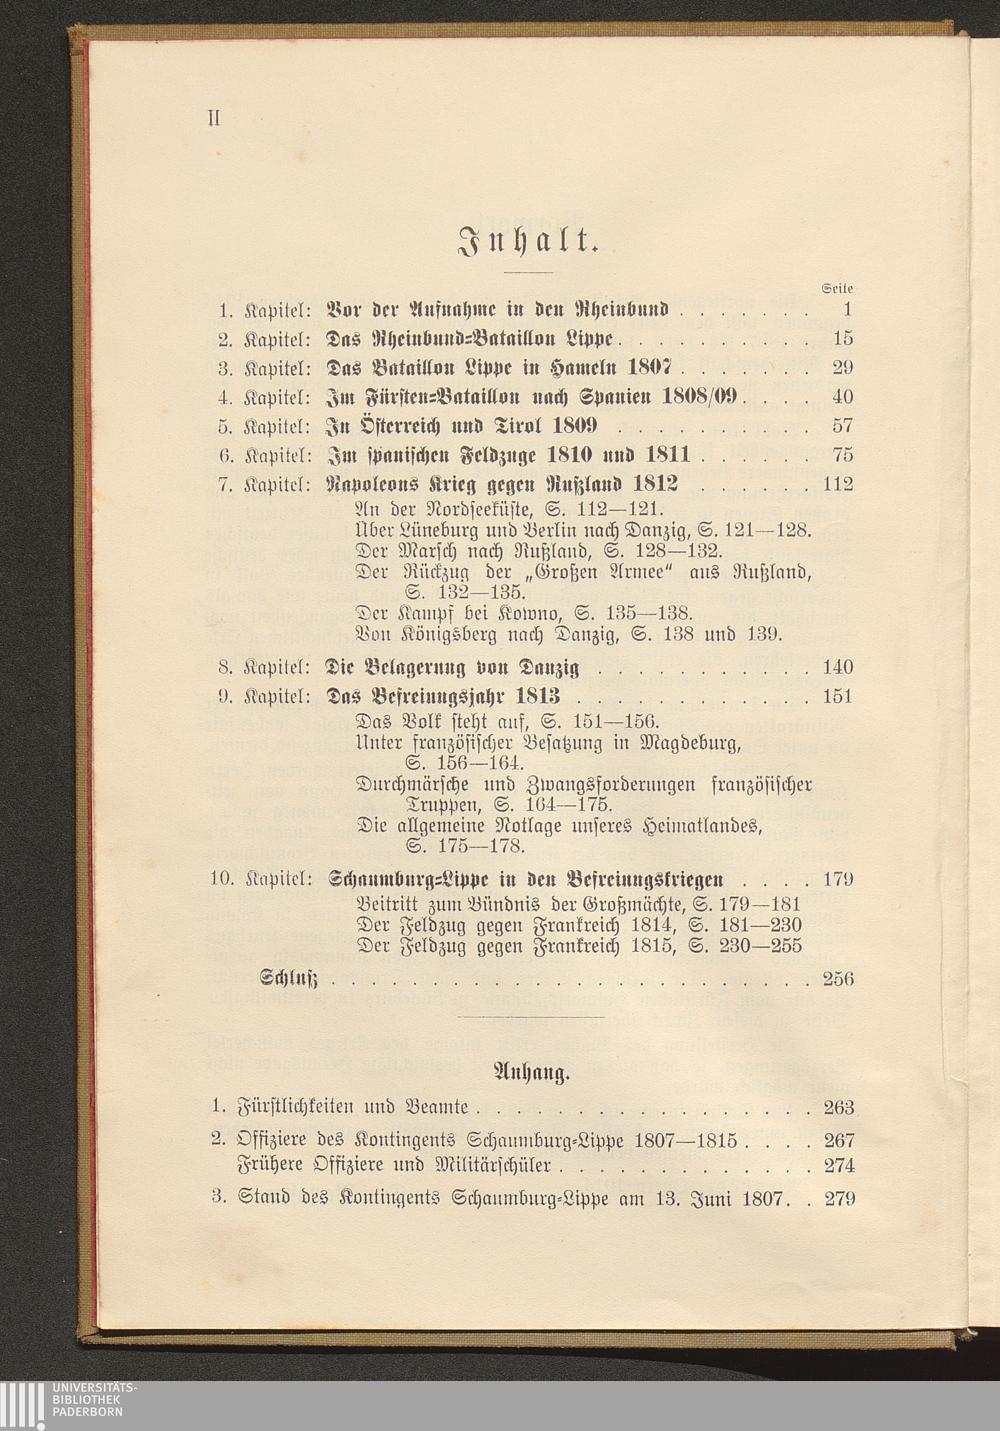 II
Inhalt.
Seite
1. Kapitel: Vor der Aufnahme in den Rheinbund . . . . . . . 1
2. Kapitel: Das Rheinbund-Bataillon Lippe . . . . . . . . . . 15
3. Kapitel: Das Bataillon Lippe in Hameln 1807 . . . . . . . 29
4. Kapitel: Im Fürsten-Bataillon nach Spanien 1808/09 . . . . 40
5. Kapitel: In Österreich und Tirol 1809 . . . . . . . . . . 57
6. Kapitel: Im spanischen Feldzuge 1810 und 1811 . . . . . . 75
7. Kapitel: Napoleons Krieg gegen Rußland 1812 . . . . . . 112
An der Nordseeküste, S. 112—121.
Über Lüneburg und Berlin nach Danzig, S. 121—128.
Der Marsch nach Rußland, S. 128—132.
Der Rückzug der „Großen Armee“ aus Rußland,
S. 132—135.
Der Kampf bei Kowno, S. 135—138.
Von Königsberg nach Danzig, S. 138 und 139.
8. Kapitel: Die Belagerung von Danzig . . . . . . . . . . . 140
9. Kapitel: Das Befreiungsjahr 1813 . . . . . . . . . . . . 151
Das Volk steht auf, S. 151—156.
Unter französischer Besatzung in Magdeburg,
S. 156—164.
Durchmärsche und Zwangsforderungen französischer
Truppen, S. 164—175.
Die allgemeine Notlage unseres Heimatlandes,
S. 175—178.
10. Kapitel: Schaumburg-Lippe in den Befreiungskriegen . . . . 179
Beitritt zum Bündnis der Großmächte, S. 179—181
Der Feldzug gegen Frankreich 1814, S. 181—230
Der Feldzug gegen Frankreich 1815, S. 230—255
Schluß . . . . . . . . . . . . . . . . . . . . . . . . 256
Anhang.
1. Fürstlichkeiten und Beamte . . . . . . . . . . . . . . . . . 263
2. Offiziere des Kontingents Schaumburg-Lippe 1807—1815 . . . . 267
Frühere Offiziere und Militärschüler . . . . . . . . . . . . . 274
3. Stand des Kontingents Schaumburg-Lippe am 13. Juni 1807. . 279
UNIVERSITÄTS-
BIBLIOTHEK
PADERBORN